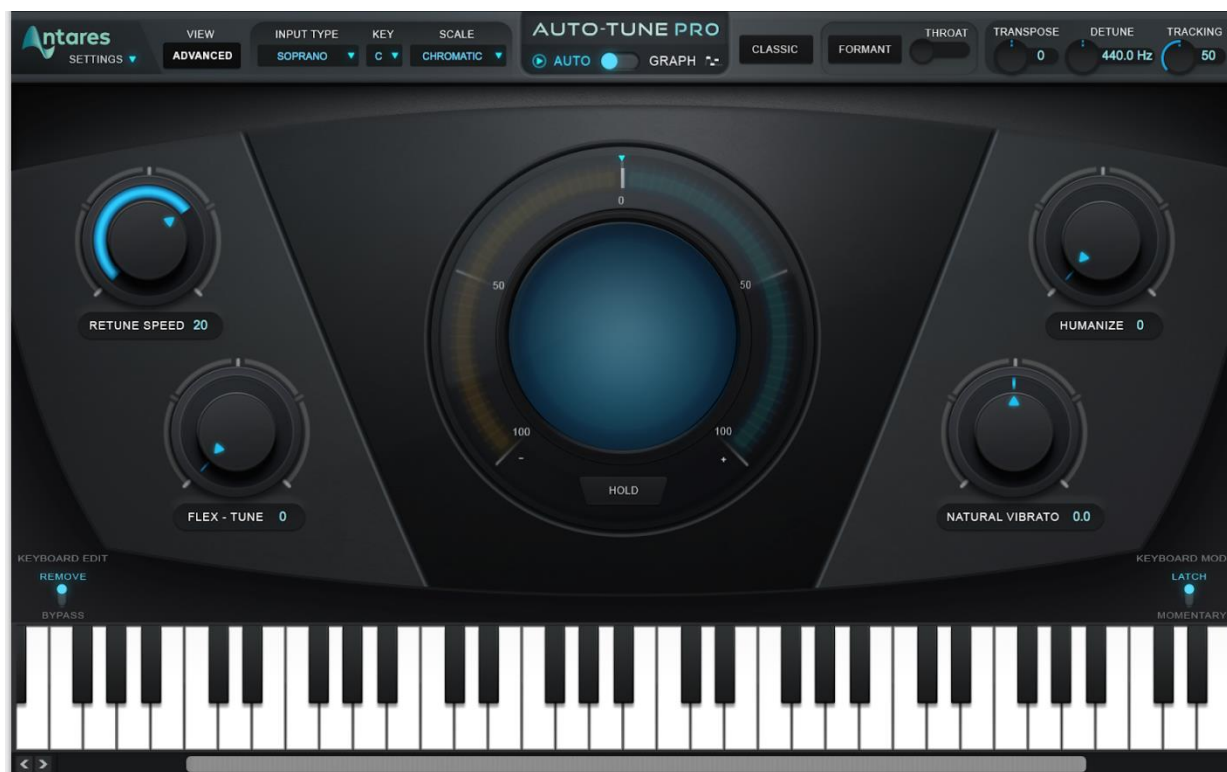 Antares
SETTINGS
VIEW
ADVANCED
INPUT TYPE
SOPRANO
KEY
C
SCALE
CHROMATIC
AUTO-TUNE PRO
AUTO
GRAPH
CLASSIC
FORMANT
THROAT
TRANSPOSE
0
DETUNE
440.0 Hz
TRACKING
50
0
50
50
100
100
-
+
HOLD
RETUNE SPEED 20
FLEX - TUNE 0
HUMANIZE 0
NATURAL VIBRATO 0.0
KEYBOARD EDIT
REMOVE
BYPASS
KEYBOARD MOD
LATCH
MOMENTARY